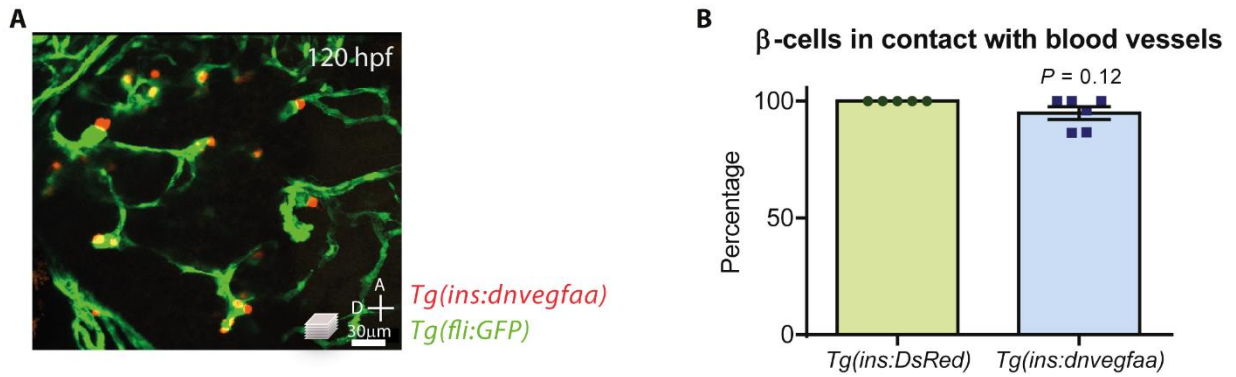 A
120 hpf
A
D
30µm
Tg(ins:dnvegfaa)
Tg(fli:GFP)
B
β-cells in contact with blood vessels
P = 0.12
100
50
0
Percentage
Tg(ins:DsRed)
Tg(ins:dnvegfaa)